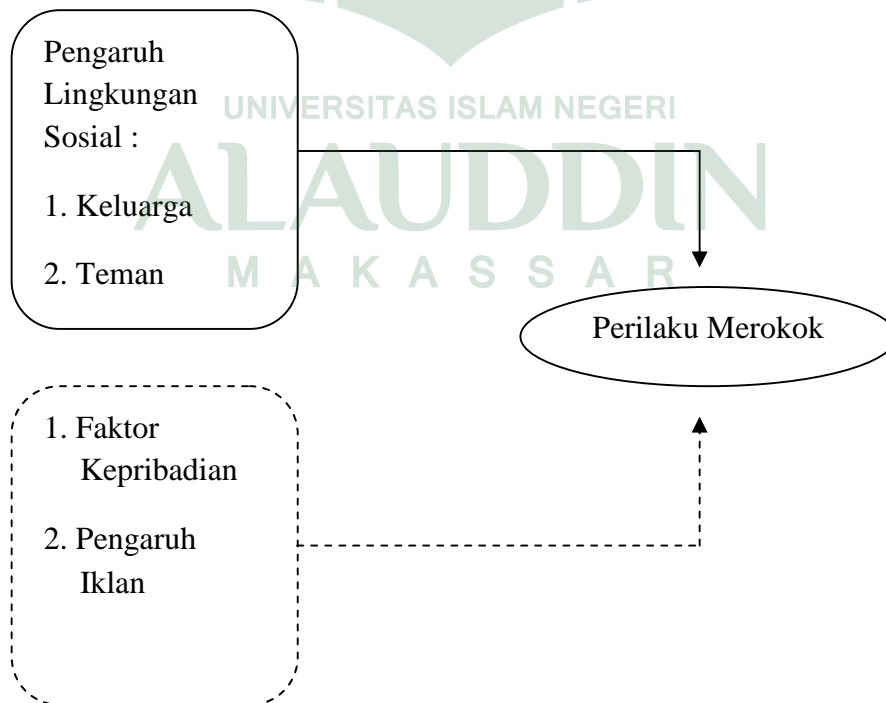 Pengaruh
Lingkungan
Sosial :
1. Keluarga
2. Teman
UNIVERSITAS ISLAM NEGERI
ALAUDDIN
MAKASSAR
Perilaku Merokok
1. Faktor
Kepribadian
2. Pengaruh
Iklan